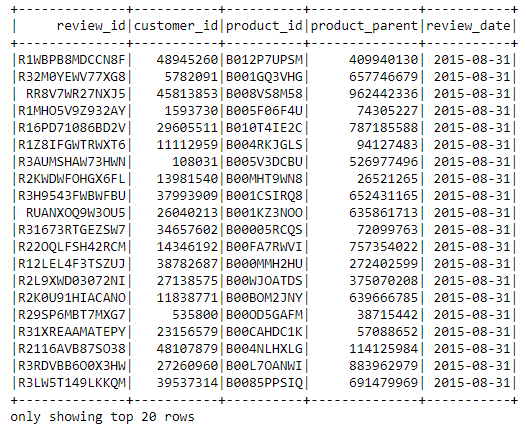 +--------------+-----------+----------+--------------+-----------+
|     review_id|customer_id|product_id|product_parent|review_date|
+--------------+-----------+----------+--------------+-----------+
|R1WBPB8MDCCN8F|   48945260|B012P7UPSM|     409940130| 2015-08-31|
|R32M0YEWV77XG8|    5782091|B001GQ3VHG|     657746679| 2015-08-31|
| RR8V7WR27NXJ5|   45813853|B008VS8M58|     962442336| 2015-08-31|
|R1MHO5V9Z932AY|    1593730|B005F06F4U|      74305227| 2015-08-31|
|R16PD71086BD2V|   29605511|B010T4IE2C|     787185588| 2015-08-31|
|R1Z8IFGWTRWXT6|   11112959|B004RKJGLS|      94127483| 2015-08-31|
|R3AUMSHAW73HWN|     108031|B005V3DCBU|     526977496| 2015-08-31|
|R2KWDWFOHGX6FL|   13981540|B00MHT9WN8|      26521265| 2015-08-31|
|R3H9543FWBWFBU|   37993909|B001CSIRQ8|     652431165| 2015-08-31|
| RUANXOQ9W3OU5|   26040213|B001KZ3NOO|     635861713| 2015-08-31|
|R31673RTGEZSW7|   34657602|B00005RCQS|      72099763| 2015-08-31|
|R22OQLFSH42RCM|   14346192|B00FA7RWVI|     757354022| 2015-08-31|
|R12LEL4F3TSZUJ|   38782687|B000MMH2HU|     272402599| 2015-08-31|
|R2L9XWD03072NI|   27138575|B00WJOATDS|     375070208| 2015-08-31|
|R2K0U91HIACANO|   11838771|B00BOM2JNY|     639666785| 2015-08-31|
|R29SP6MBT7MXG7|     535800|B00OD5GAFM|      38715442| 2015-08-31|
|R31XREAAMATEPY|   23156579|B00CAHDC1K|      57088652| 2015-08-31|
|R2116AVB87SO38|   48107879|B004NLHXLG|     114125984| 2015-08-31|
|R3RDVBB6O0X3HW|   27260960|B00L7OANWI|     883962979| 2015-08-31|
|R3LW5T149LKKQM|   39537314|B0085PPSIQ|     691479969| 2015-08-31|
+--------------+-----------+----------+--------------+-----------+
only showing top 20 rows